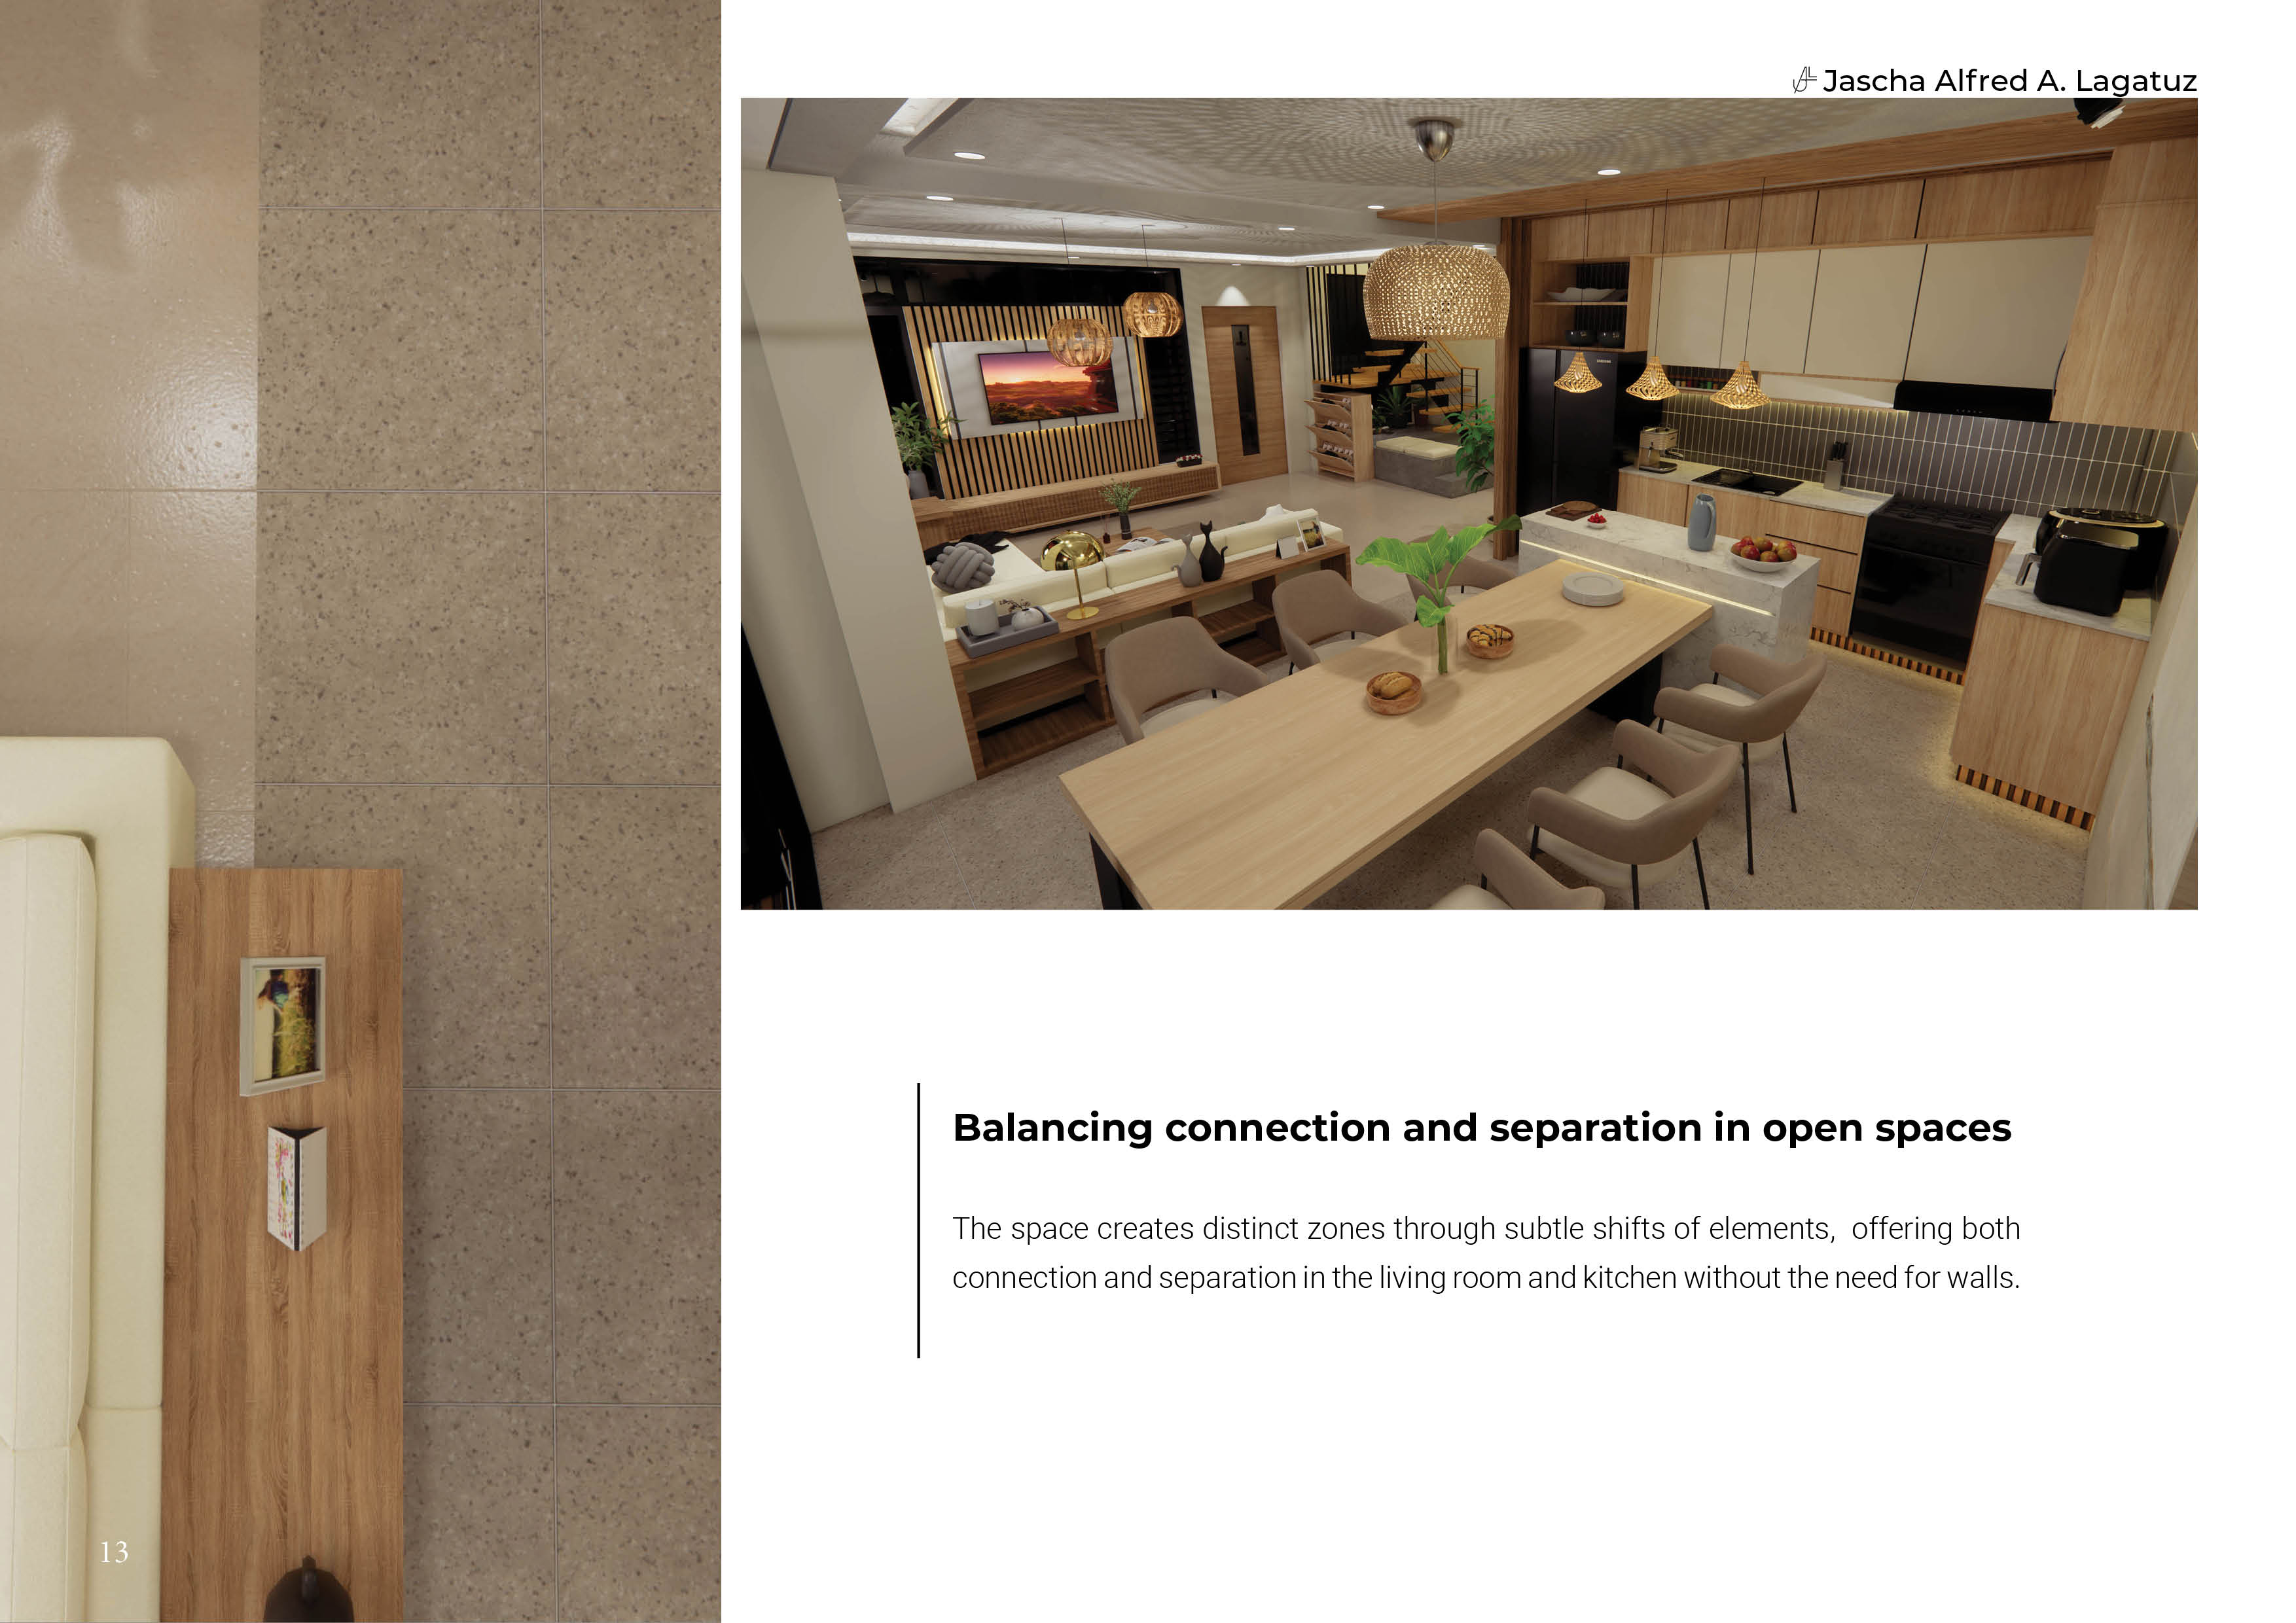 Jascha Alfred A. Lagatuz
Balancing connection and separation in open spaces
The space creates distinct zones through subtle shifts of elements,  offering both
connection and separation in the living room and kitchen without the need for walls.
13